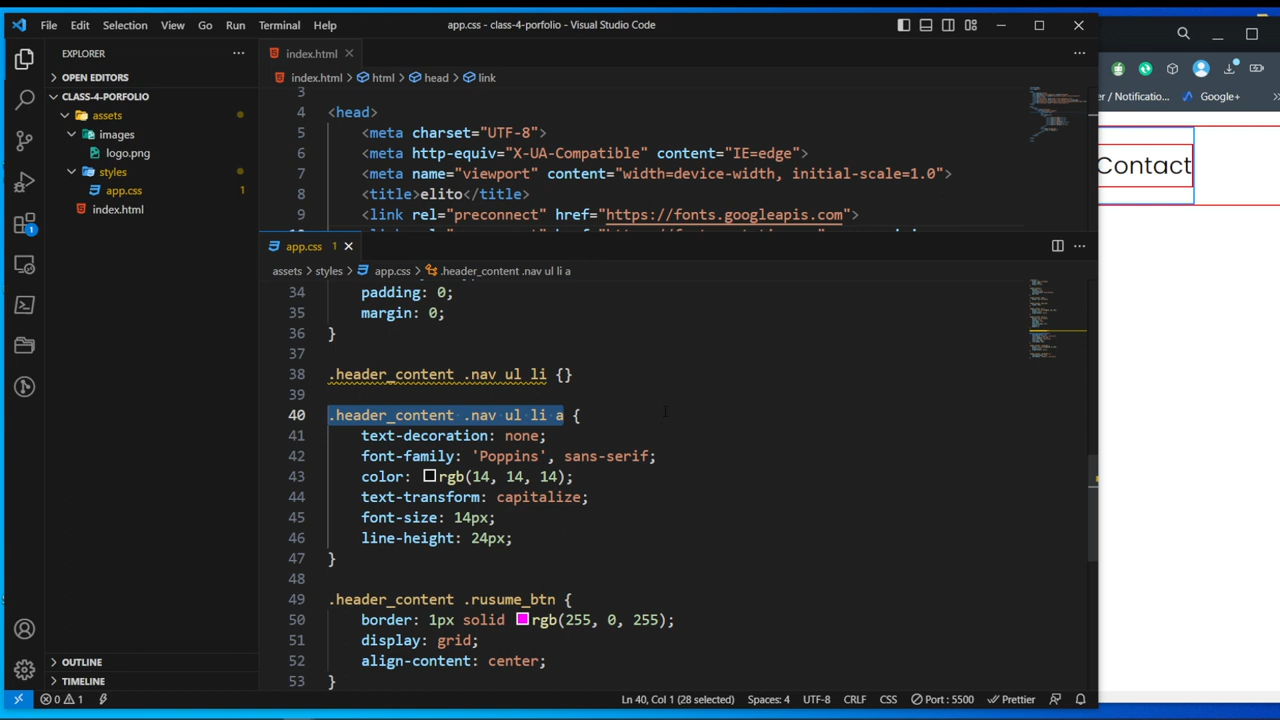 File Edit Selection View Go Run Terminal Help app.css - class-4-porfolio - Visual Studio Code
EXPLORER
OPEN EDITORS
CLASS-4-PORFOLIO
assets
images
logo.png
styles
app.css 1
index.html
OUTLINE
TIMELINE
1
index.html
index.html > html > head > link
3
4 <head>
5 <meta charset="UTF-8">
6 <meta http-equiv="X-UA-Compatible" content="IE=edge">
7 <meta name="viewport" content="width=device-width, initial-scale=1.0">
8 <title>elito</title>
9 <link rel="preconnect" href="https://fonts.googleapis.com">
app.css 1
assets > styles > app.css > .header_content .nav ul li a
34 padding: 0;
35 margin: 0;
36 }
37
38 .header_content .nav ul li {}
39
40 .header_content .nav ul li a {
41 text-decoration: none;
42 font-family: 'Poppins', sans-serif;
43 color: rgb(14, 14, 14);
44 text-transform: capitalize;
45 font-size: 14px;
46 line-height: 24px;
47 }
48
49 .header_content .rusume_btn {
50 border: 1px solid rgb(255, 0, 255);
51 display: grid;
52 align-content: center;
53 }
0 1 Ln 40, Col 1 (28 selected) Spaces: 4 UTF-8 CRLF CSS Port : 5500 Prettier
/ Notificatio... Google+
Contact